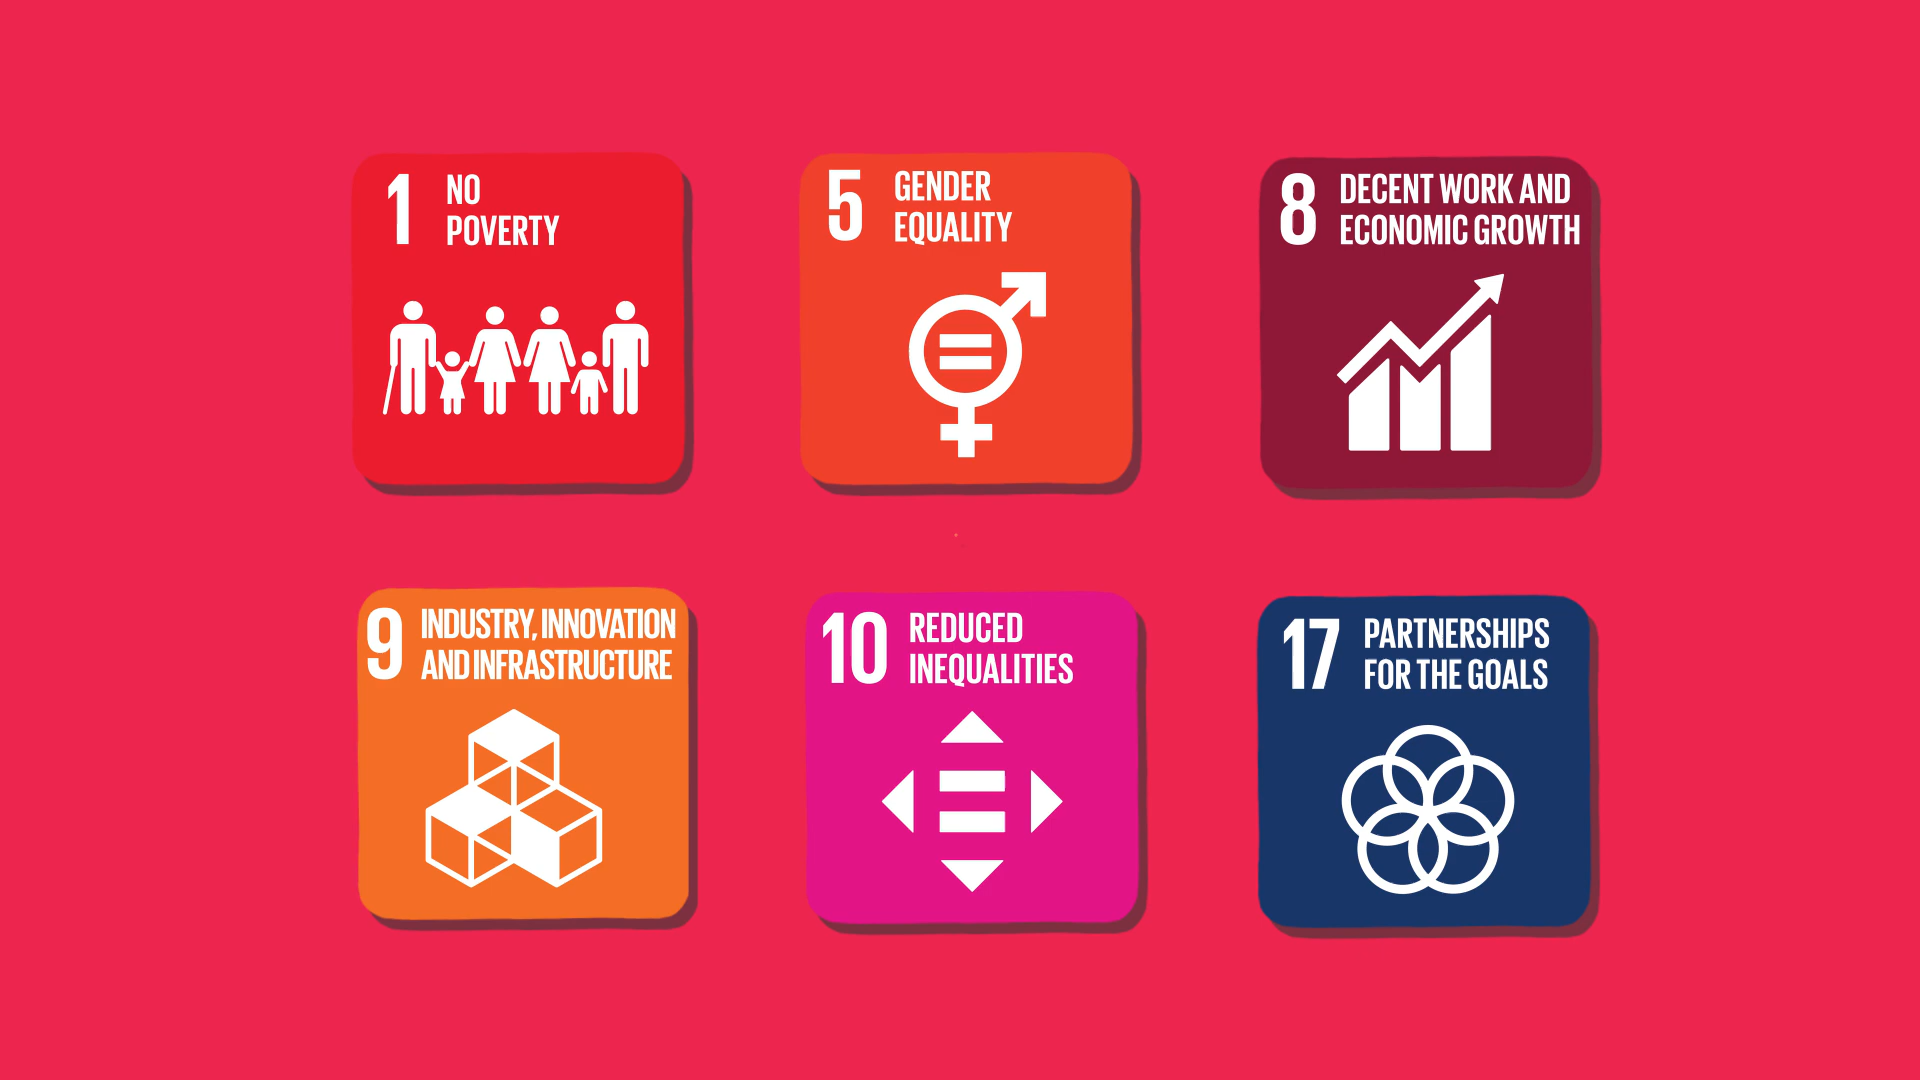 1 NO
POVERTY
5 GENDER
EQUALITY
8 DECENT WORK AND
ECONOMIC GROWTH
9 INDUSTRY, INNOVATION
AND INFRASTRUCTURE
10 REDUCED
INEQUALITIES
17 PARTNERSHIPS
FOR THE GOALS